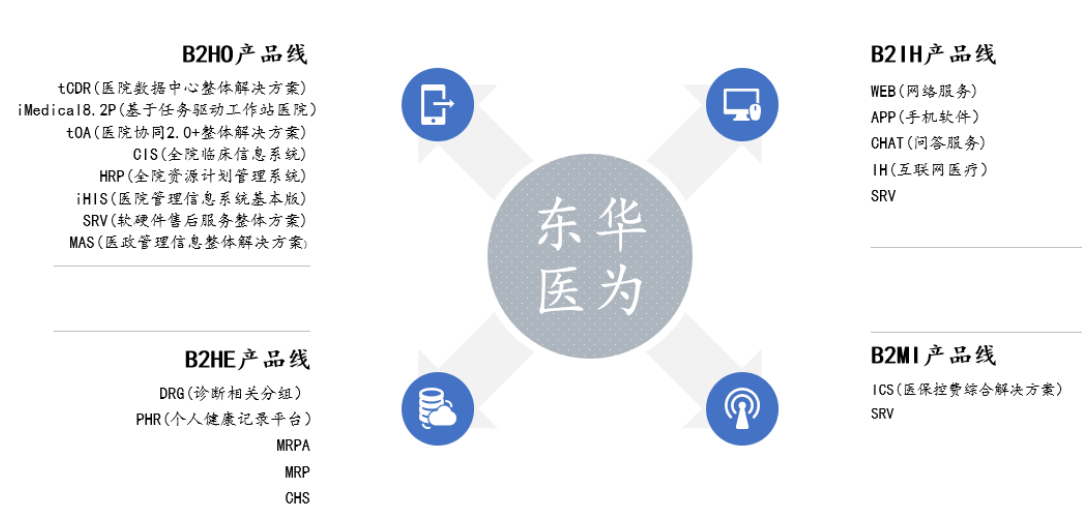 B2HO产品线
tCDR(医院数据中心整体解决方案)
iMedical8.2P(基于任务驱动工作站医院)
tOA(医院协同2.0+整体解决方案)
CIS(全院临床信息系统)
HRP(全院资源计划管理系统)
iHIS(医院管理信息系统基本版)
SRV(软硬件售后服务整体方案)
MAS(医政管理信息整体解决方案)
B2IH产品线
WEB(网络服务)
APP(手机软件)
CHAT(问答服务)
IH(互联网医疗)
SRV
东华
医为
B2HE产品线
DRG(诊断相关分组)
PHR(个人健康记录平台)
MRPA
MRP
CHS
B2MI产品线
ICS(医保控费综合解决方案)
SRV